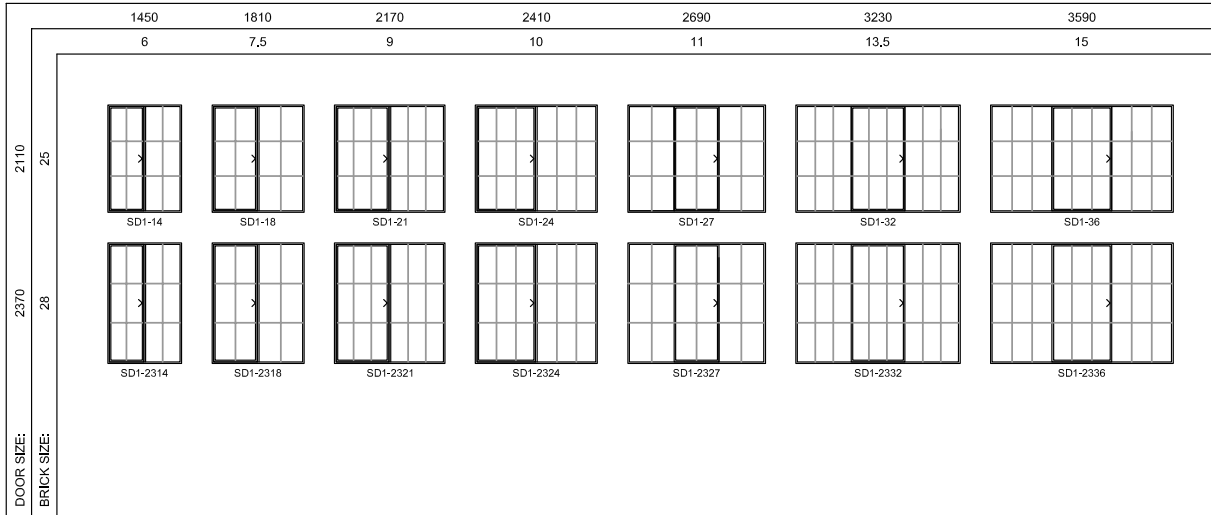 1450 1810 2170 2410 2690 3230 3590
6 7.5 9 10 11 13.5 15
2110
25
SD1-14 SD1-18 SD1-21 SD1-24 SD1-27 SD1-32 SD1-36
2370
28
SD1-2314 SD1-2318 SD1-2321 SD1-2324 SD1-2327 SD1-2332 SD1-2336
DOOR SIZE:
BRICK SIZE: